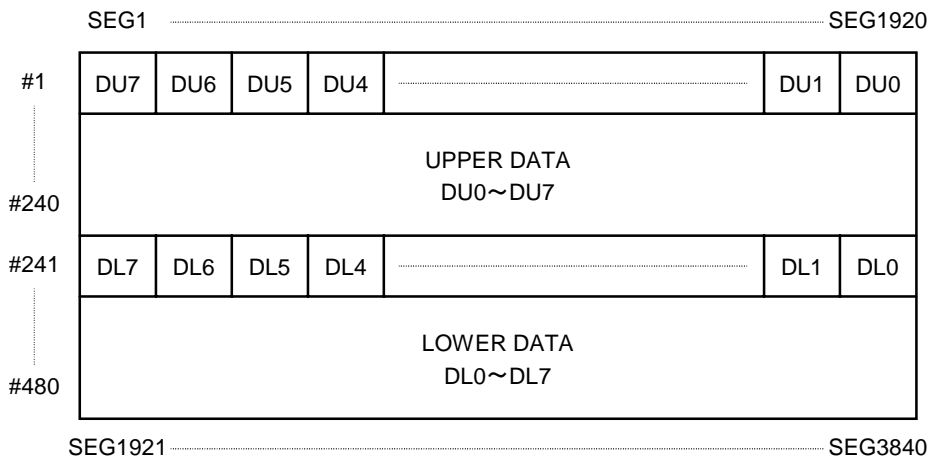 SEG1 SEG1920
#1 DU7 DU6 DU5 DU4 DU1 DU0
UPPER DATA
DU0～DU7
#240
#241 DL7 DL6 DL5 DL4 DL1 DL0
LOWER DATA
DL0～DL7
#480
SEG1921 SEG3840